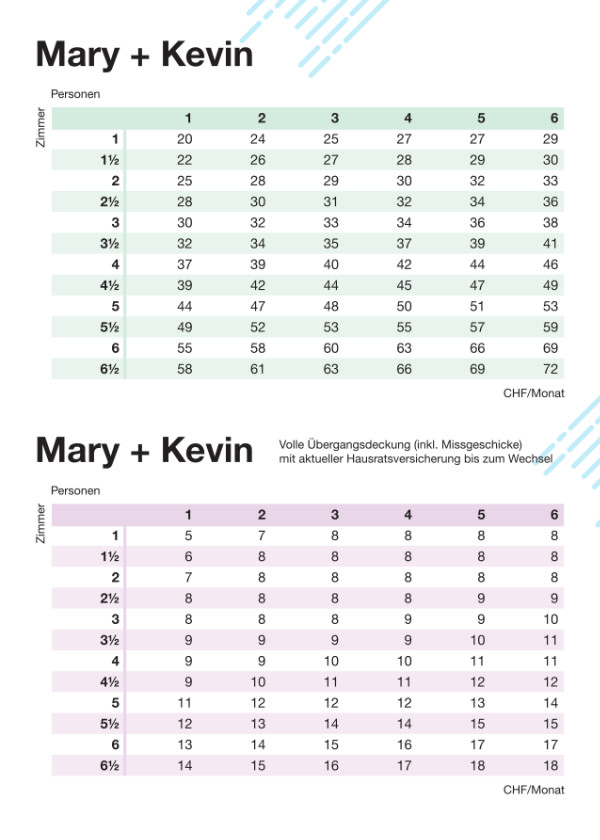 Mary + Kevin
Personen
Zimmer
1 2 3 4 5 6
1 20 24 25 27 27 29
1½ 22 26 27 28 29 30
2 25 28 29 30 32 33
2½ 28 30 31 32 34 36
3 30 32 33 34 36 38
3½ 32 34 35 37 39 41
4 37 39 40 42 44 46
4½ 39 42 44 45 47 49
5 44 47 48 50 51 53
5½ 49 52 53 55 57 59
6 55 58 60 63 66 69
6½ 58 61 63 66 69 72
CHF/Monat
Mary + Kevin
Volle Übergangsdeckung (inkl. Missgeschicke)
mit aktueller Hausratsversicherung bis zum Wechsel
Personen
Zimmer
1 2 3 4 5 6
1 5 7 8 8 8 8
1½ 6 8 8 8 8 8
2 7 8 8 8 8 8
2½ 8 8 8 8 9 9
3 8 8 8 9 9 10
3½ 9 9 9 9 10 11
4 9 9 10 10 11 11
4½ 9 10 11 11 12 12
5 11 12 12 12 13 14
5½ 12 13 14 14 15 15
6 13 14 15 16 17 17
6½ 14 15 16 17 18 18
CHF/Monat